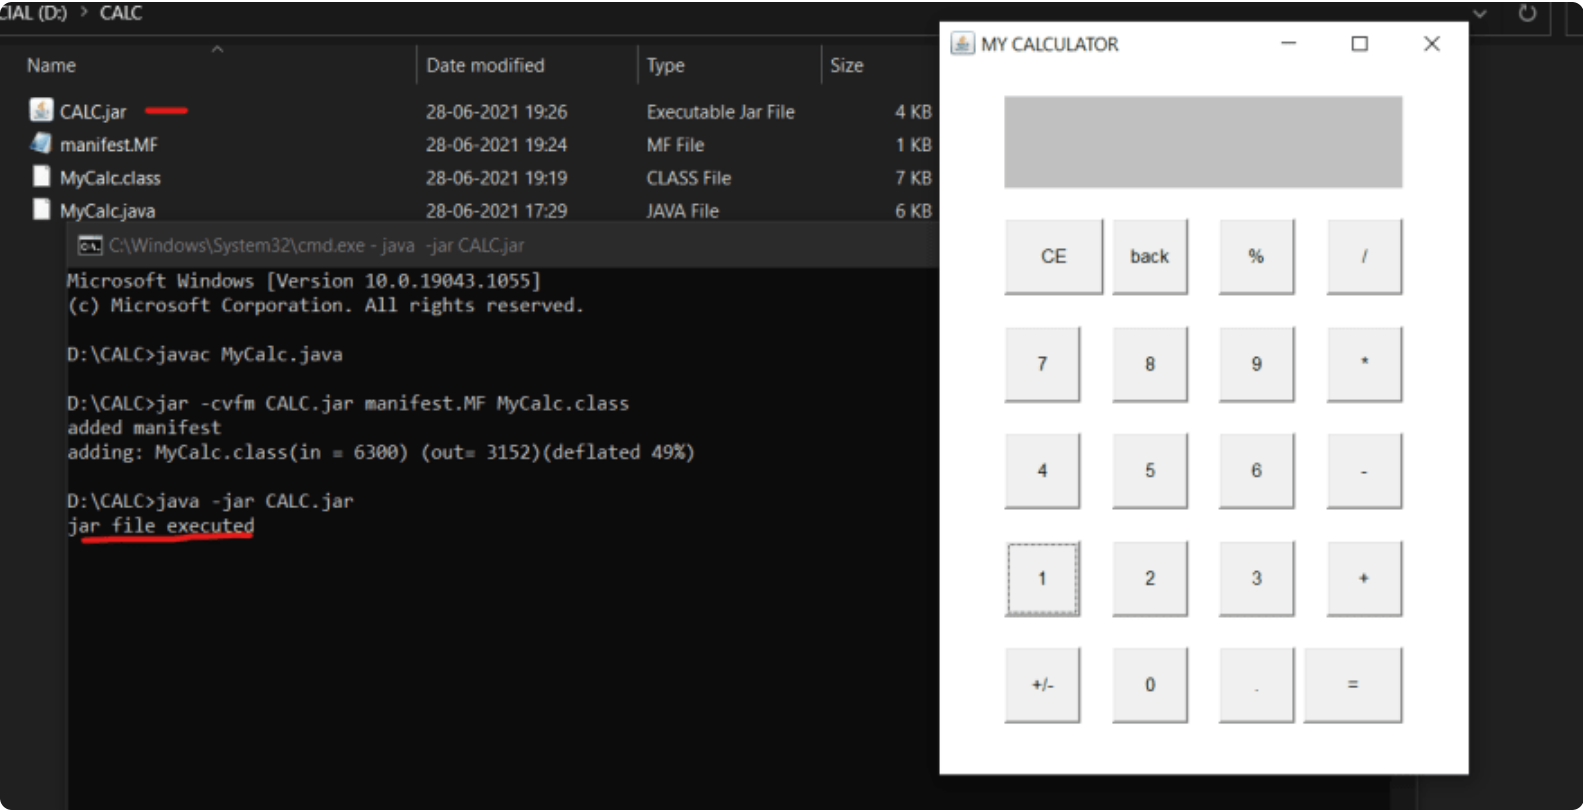 CIAL (D:) > CALC
Name Date modified Type Size
CALC.jar 28-06-2021 19:26 Executable Jar File 4 KB
manifest.MF 28-06-2021 19:24 MF File 1 KB
MyCalc.class 28-06-2021 19:19 CLASS File 7 KB
MyCalc.java 28-06-2021 17:29 JAVA File 6 KB
C:\Windows\System32\cmd.exe - java  -jar CALC.jar
Microsoft Windows [Version 10.0.19043.1055]
(c) Microsoft Corporation. All rights reserved.
D:\CALC>javac MyCalc.java
D:\CALC>jar -cvfm CALC.jar manifest.MF MyCalc.class
added manifest
adding: MyCalc.class(in = 6300) (out= 3152)(deflated 49%)
D:\CALC>java -jar CALC.jar
jar file executed
MY CALCULATOR
CE back % /
7 8 9 *
4 5 6 -
1 2 3 +
+/- 0 . =